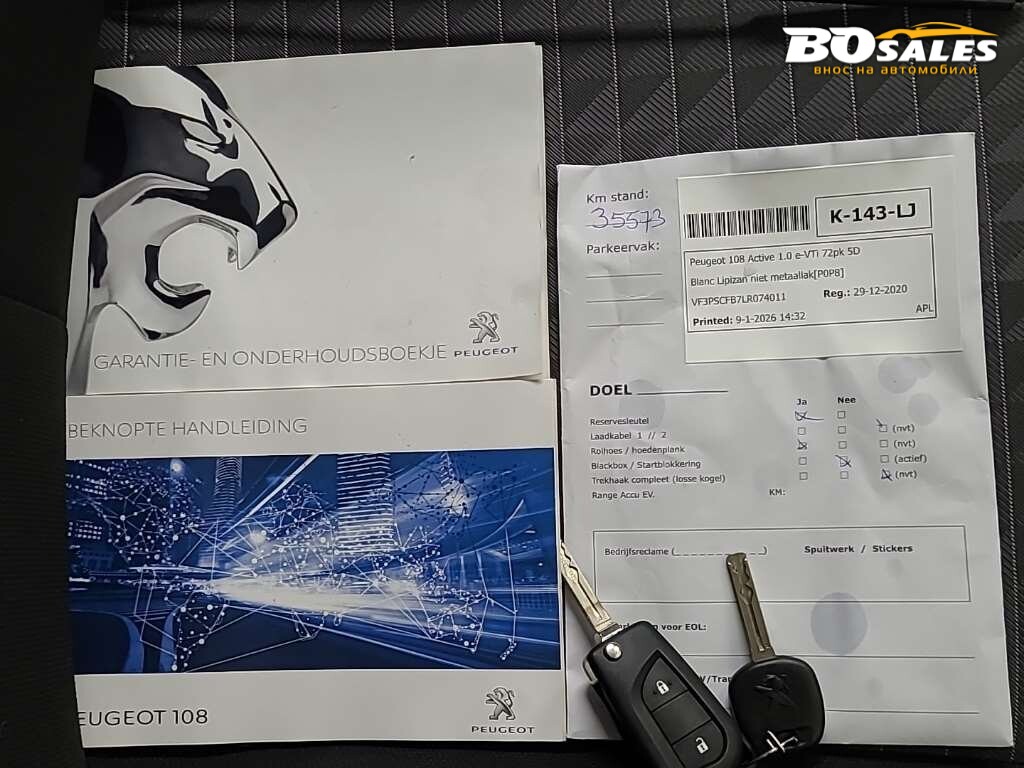 BOSALES
внос на автомобили
GARANTIE- EN ONDERHOUDSBOEKJE
PEUGEOT
BEKNOPTE HANDLEIDING
EUGEOT 108
PEUGEOT
Km stand:
35573
Parkeervak:
K-143-LJ
Peugeot 108 Active 1.0 e-VTi 72pk 5D
Blanc Lipizan niet metaallak[P0P8]
VF3PSCFB7LR074011 Reg.: 29-12-2020
Printed: 9-1-2026 14:32 APL
DOEL
Ja Nee
Reservesleutel
Laadkabel 1 // 2 (nvt)
Rolhoes / hoedenplank (nvt)
Blackbox / Startblokkering (actief)
Trekhaak compleet (losse kogel) (nvt)
Range Accu EV. KM:
Bedrijfsreclame (_ _ _ _ _ _ _ _ _ _) Spuitwerk / Stickers
voor EOL: